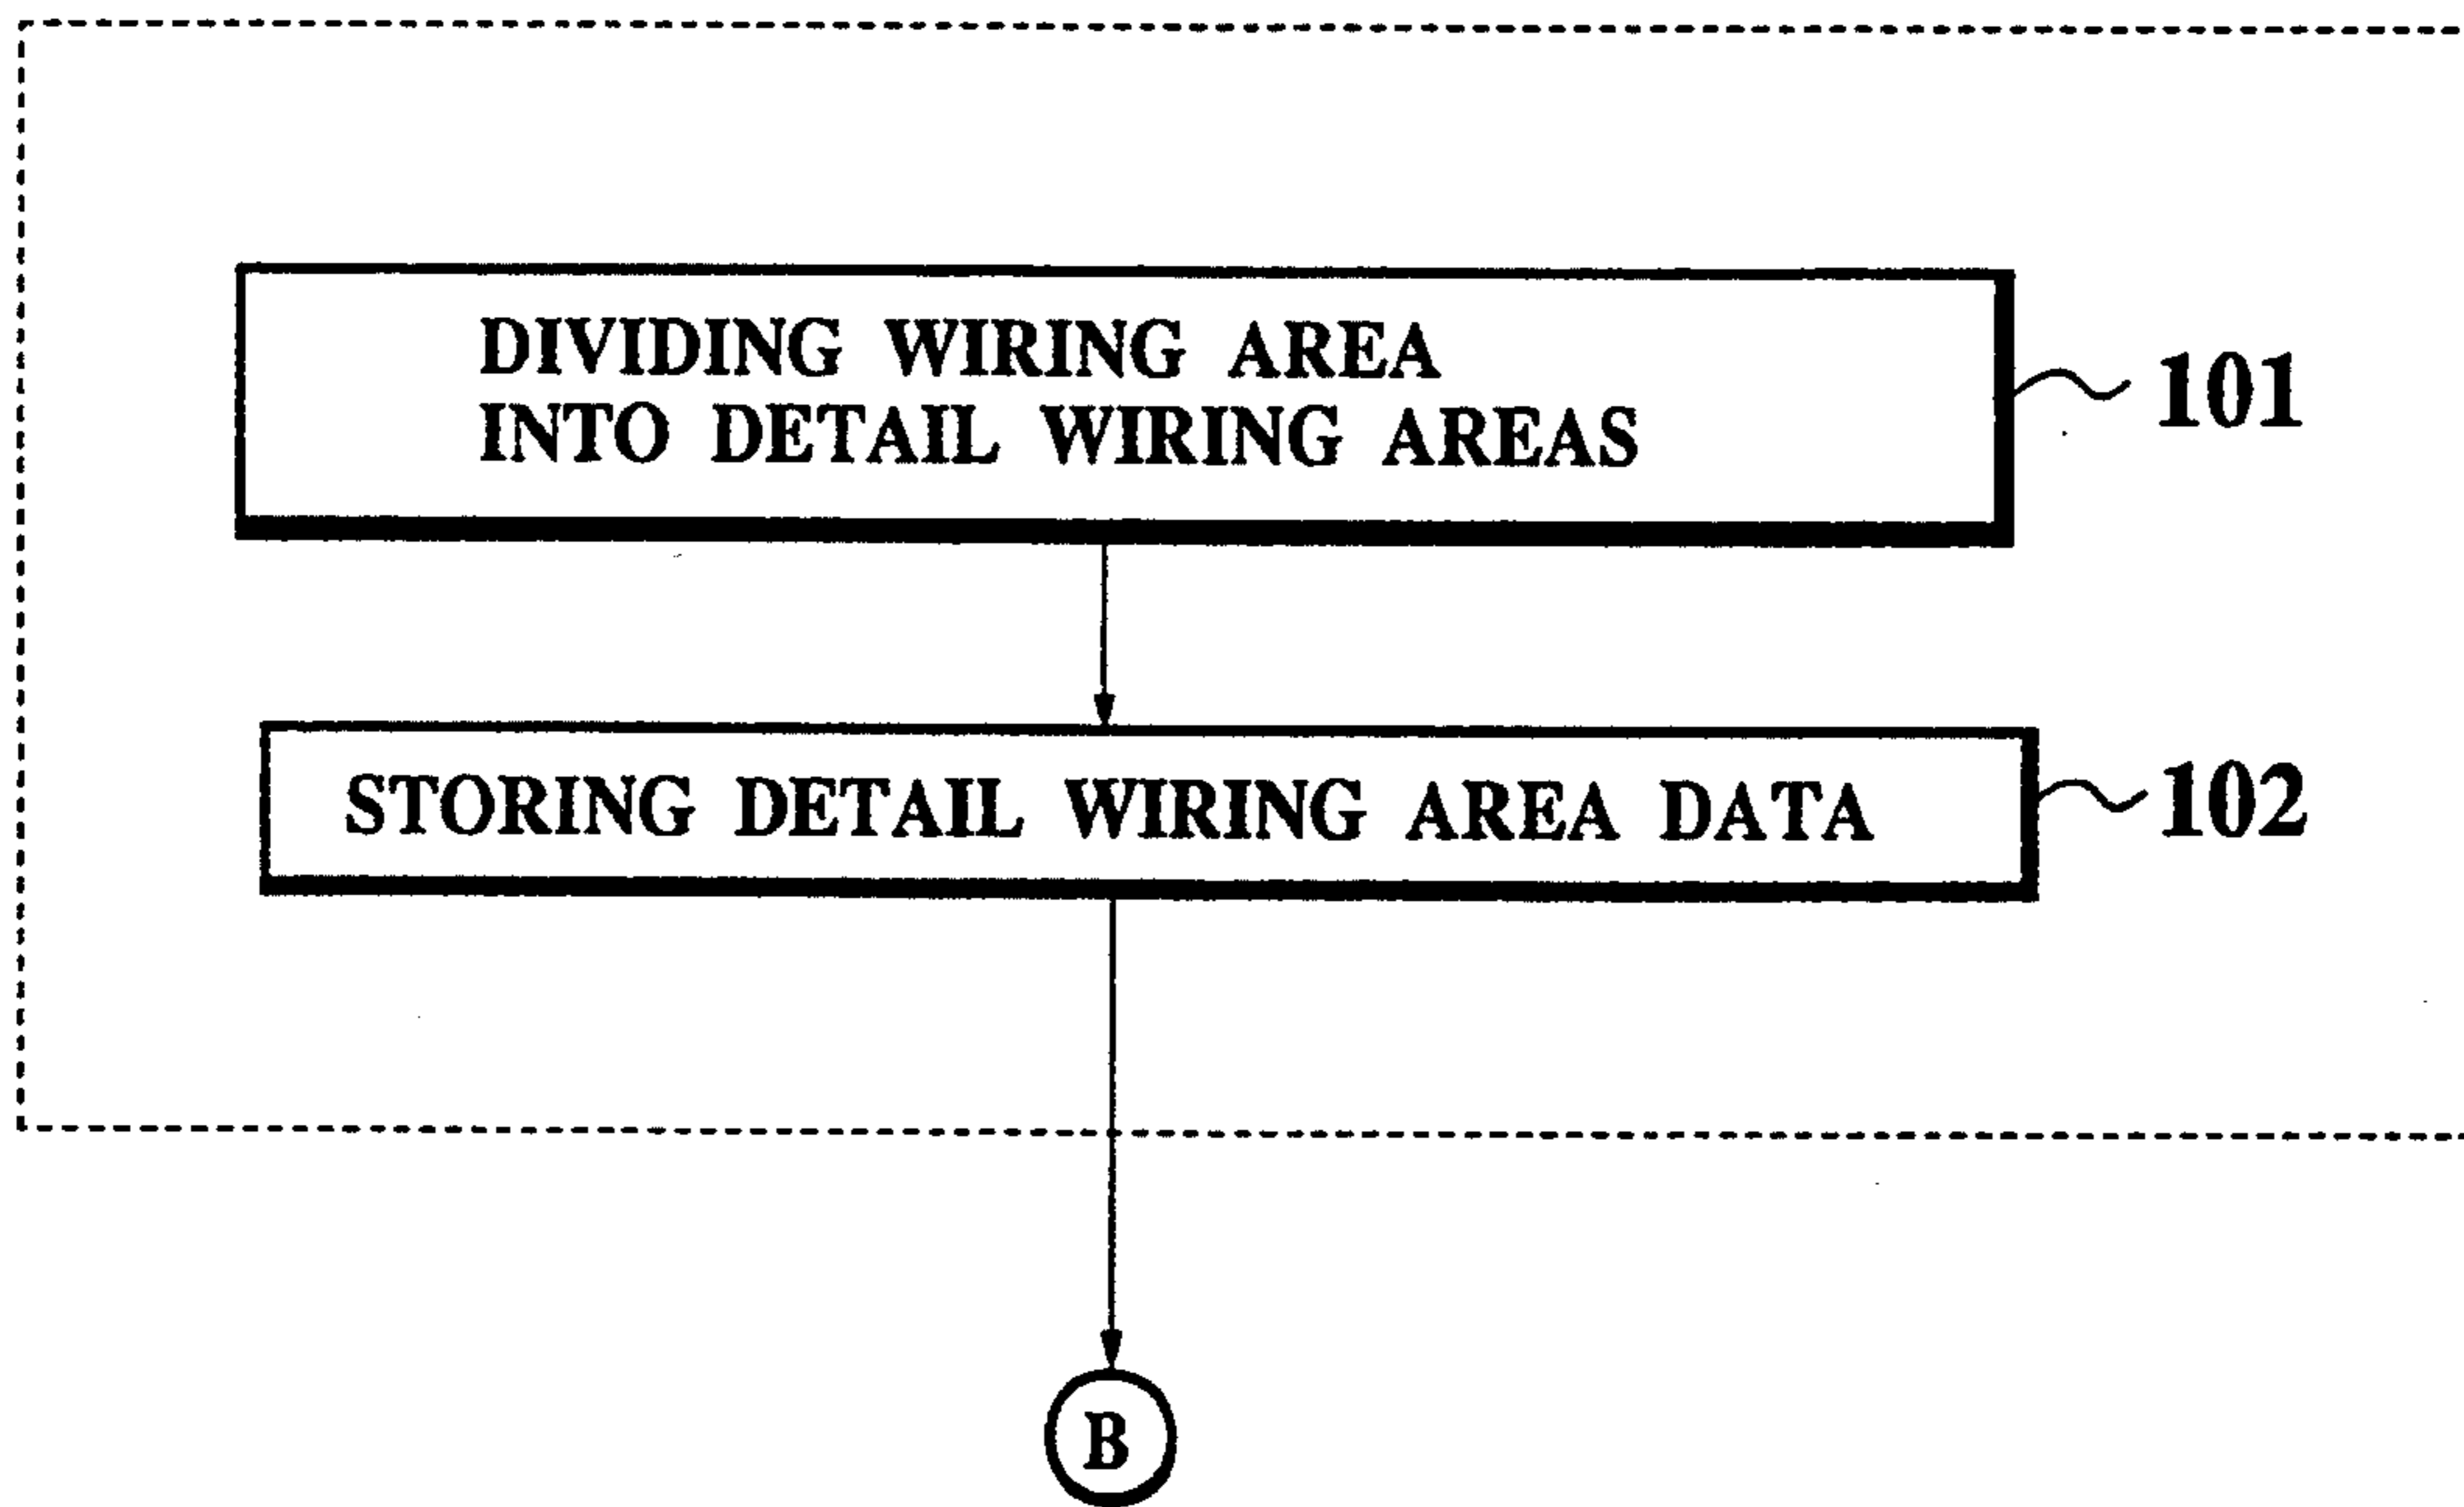 DIVIDING WIRING AREA
INTO DETAIL WIRING AREAS
101
STORING DETAIL WIRING AREA DATA
102
B